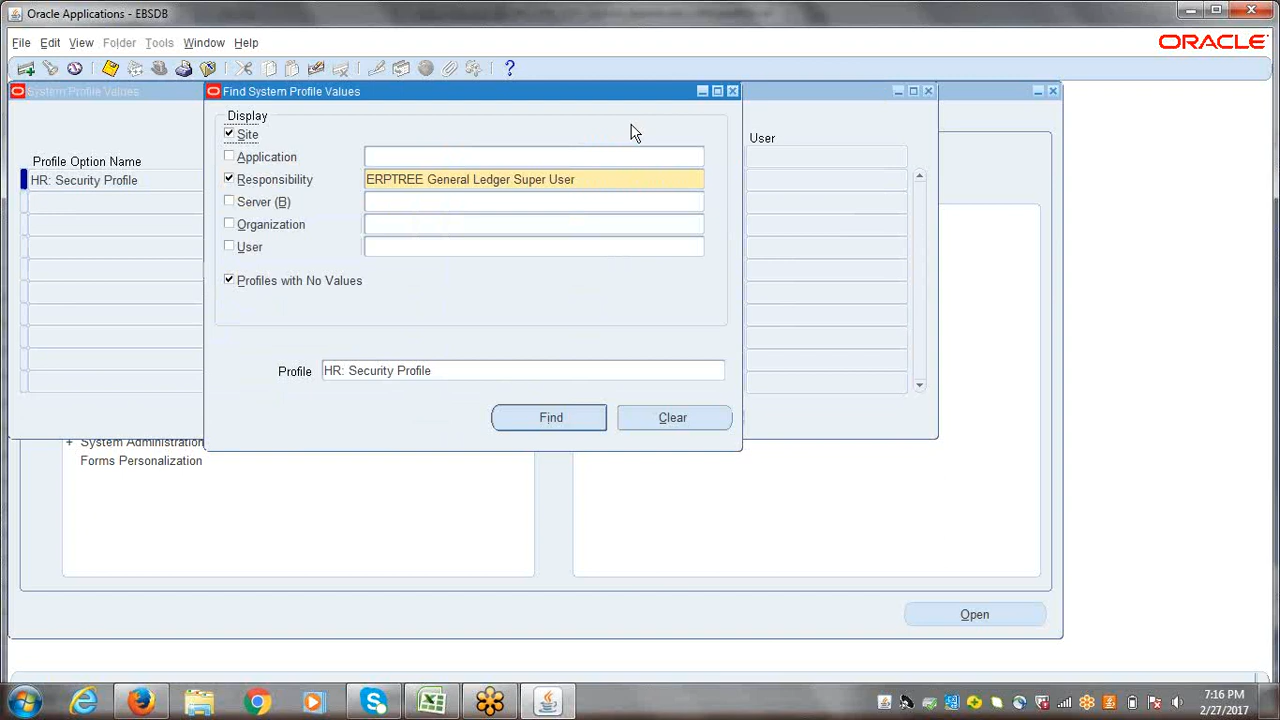 Oracle Applications - EBSDB
File Edit View Folder Tools Window Help
ORACLE
System Profile Values
Find System Profile Values
Display
Site
Application
Responsibility ERPTREE General Ledger Super User
Server (B)
Organization
User
Profiles with No Values
Profile HR: Security Profile
Find Clear
User
Profile Option Name
HR: Security Profile
+ System Administration
Forms Personalization
Open
7:16 PM
2/27/2017